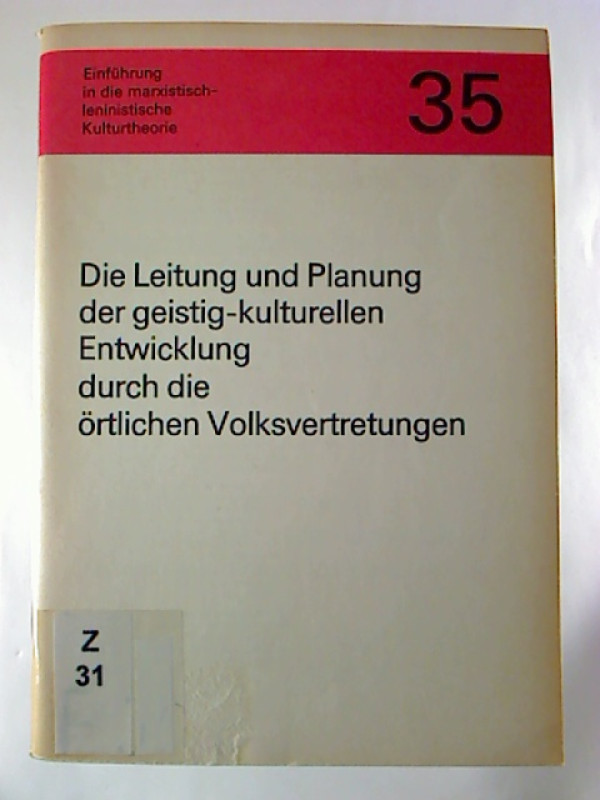 Einführung
in die marxistisch-
leninistische
Kulturtheorie
35
Die Leitung und Planung
der geistig-kulturellen
Entwicklung
durch die
örtlichen Volksvertretungen
Z
31